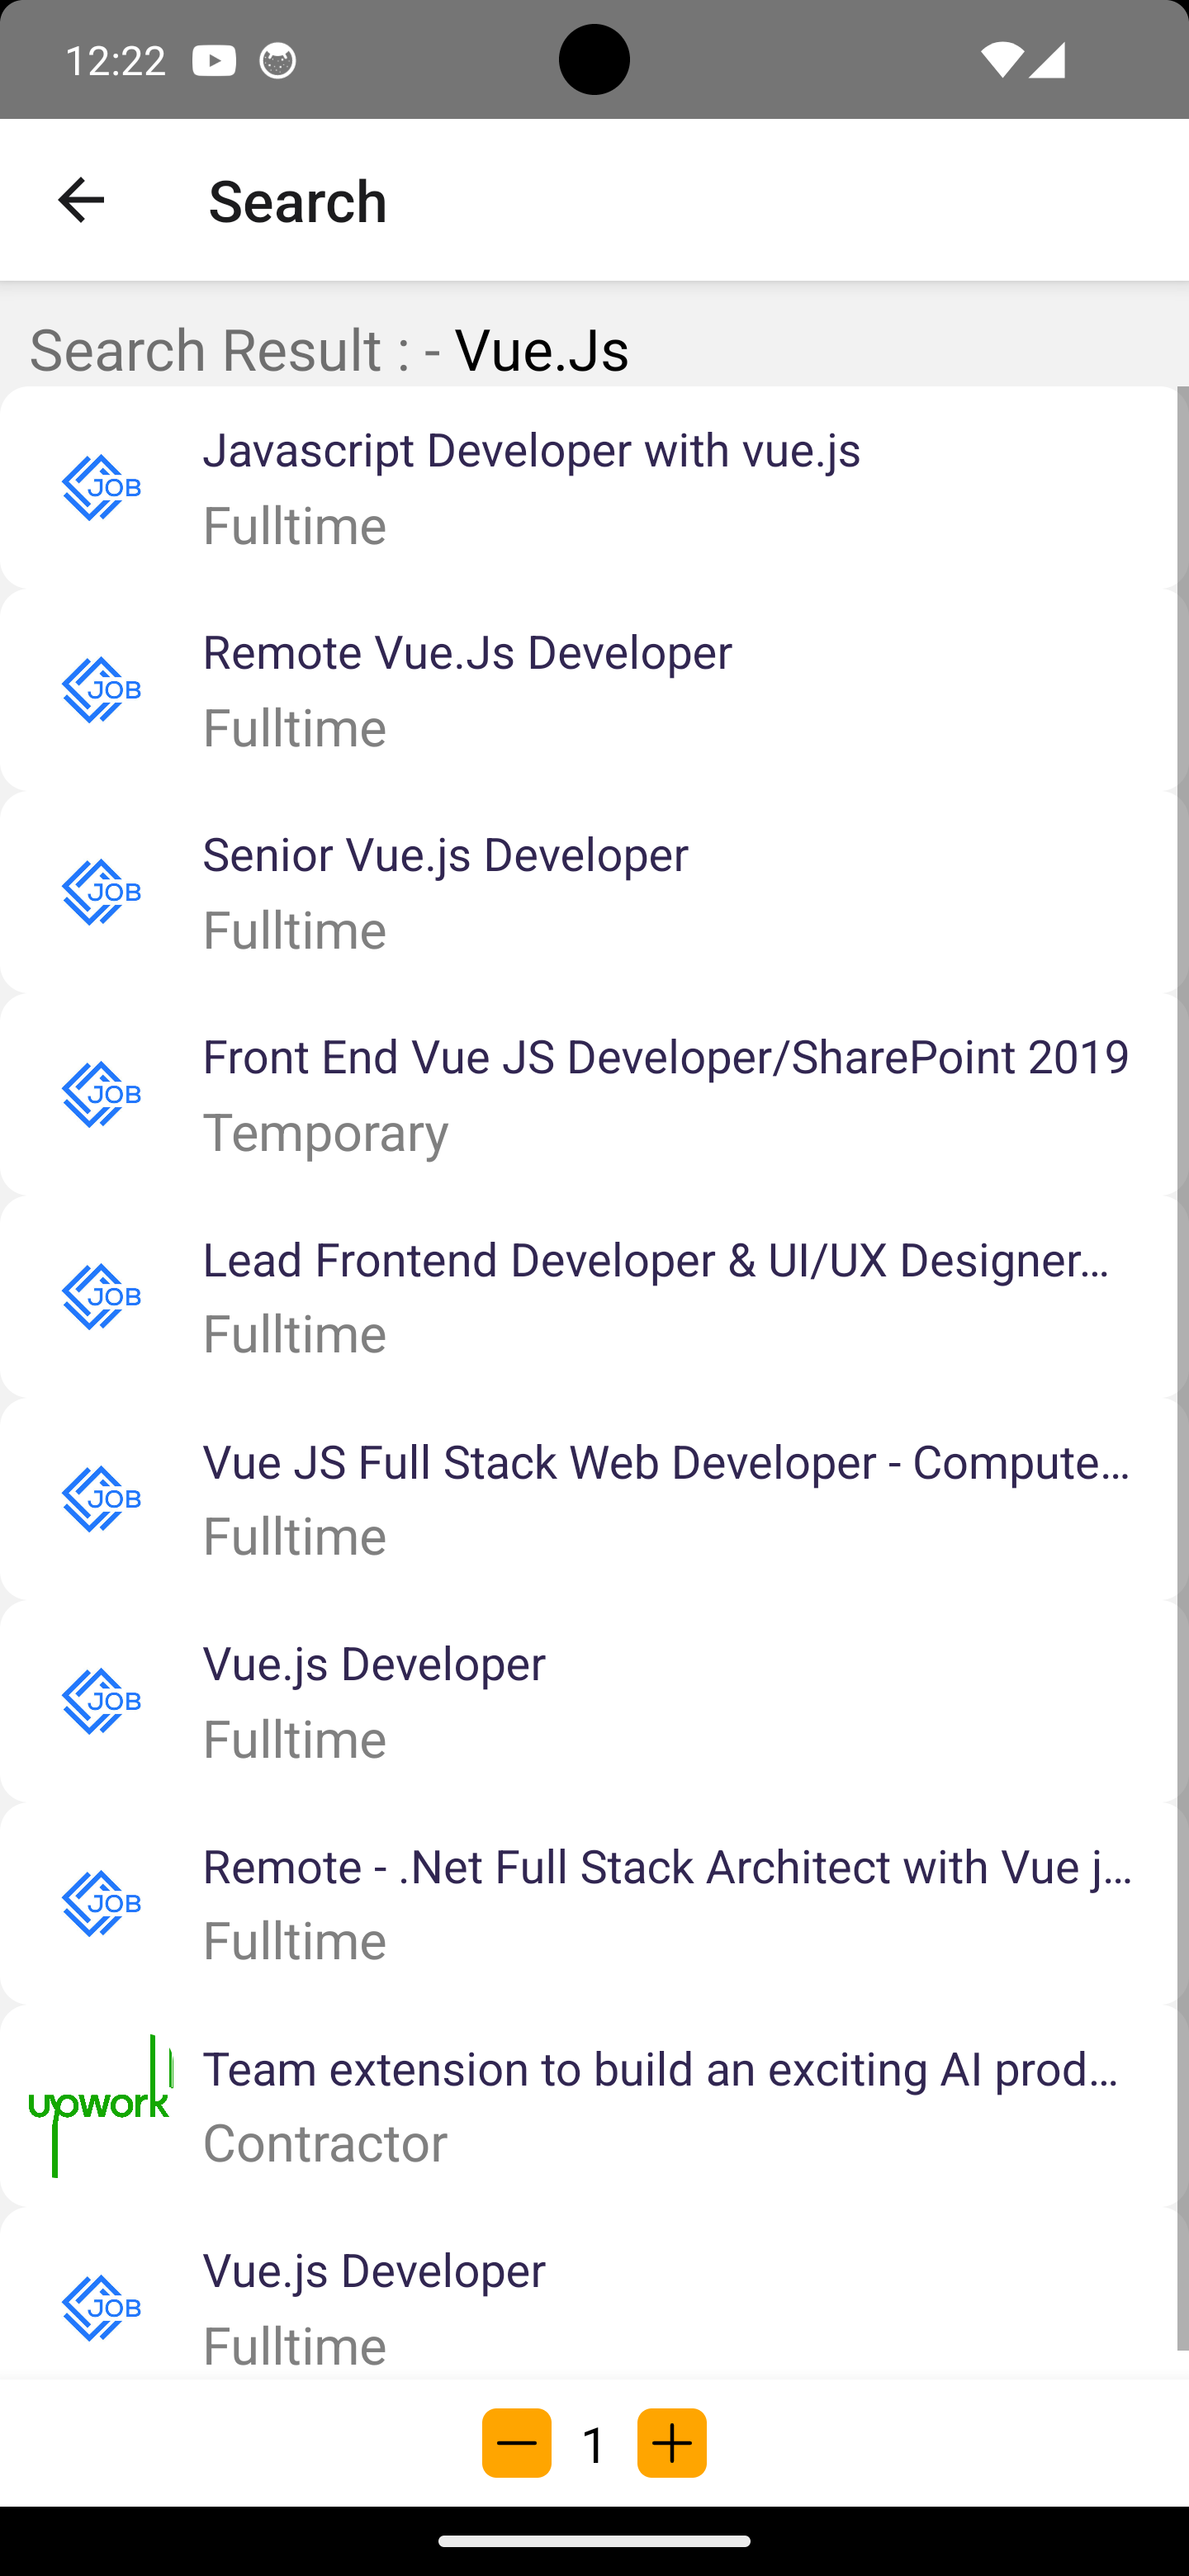 12:22
Search
Search Result : - Vue.Js
JOB
Javascript Developer with vue.js
Fulltime
JOB
Remote Vue.Js Developer
Fulltime
JOB
Senior Vue.js Developer
Fulltime
JOB
Front End Vue JS Developer/SharePoint 2019
Temporary
JOB
Lead Frontend Developer & UI/UX Designer...
Fulltime
JOB
Vue JS Full Stack Web Developer - Compute...
Fulltime
JOB
Vue.js Developer
Fulltime
JOB
Remote - .Net Full Stack Architect with Vue j...
Fulltime
upwork
Team extension to build an exciting AI prod...
Contractor
JOB
Vue.js Developer
Fulltime
1